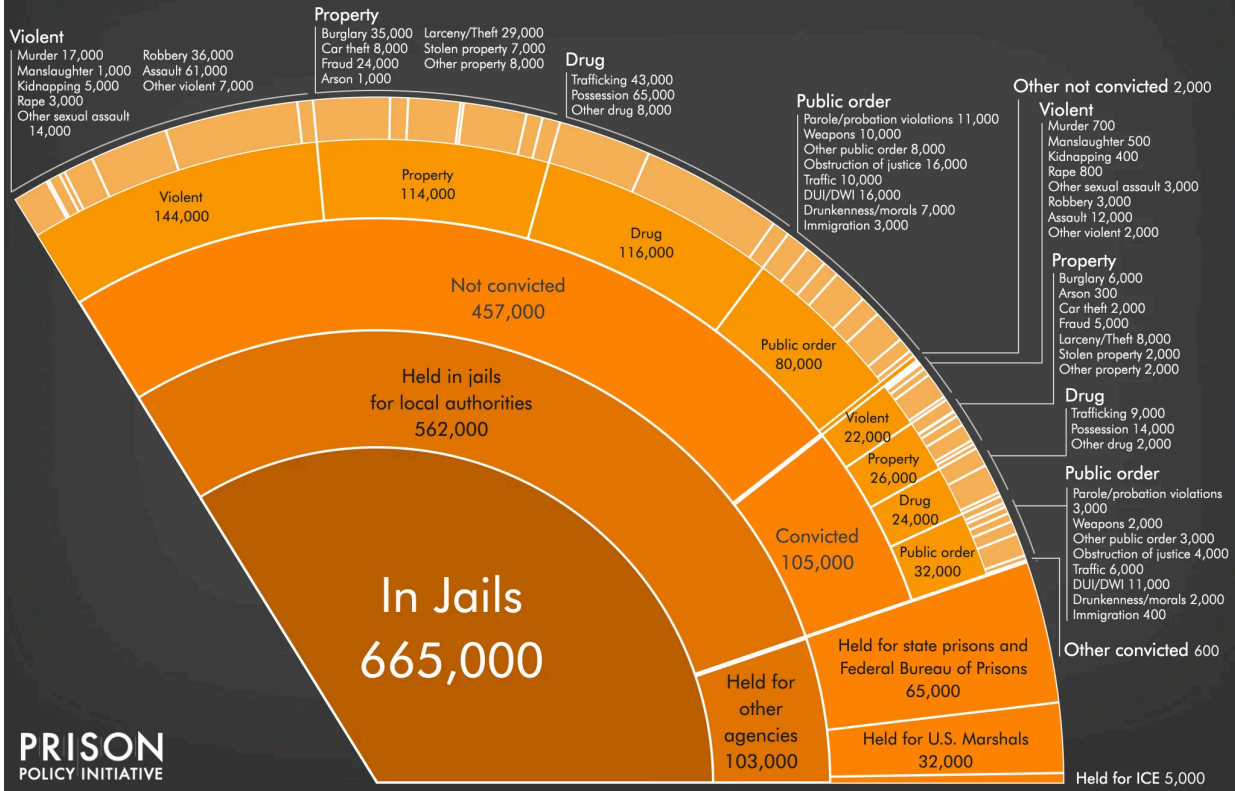 Violent
Murder 17,000
Manslaughter 1,000
Kidnapping 5,000
Rape 3,000
Other sexual assault
14,000
Robbery 36,000
Assault 61,000
Other violent 7,000
Property
Burglary 35,000
Car theft 8,000
Fraud 24,000
Arson 1,000
Larceny/Theft 29,000
Stolen property 7,000
Other property 8,000
Drug
Trafficking 43,000
Possession 65,000
Other drug 8,000
Public order
Parole/probation violations 11,000
Weapons 10,000
Other public order 8,000
Obstruction of justice 16,000
Traffic 10,000
DUI/DWI 16,000
Drunkenness/morals 7,000
Immigration 3,000
Other not convicted 2,000
Violent
Murder 700
Manslaughter 500
Kidnapping 400
Rape 800
Other sexual assault 3,000
Robbery 3,000
Assault 12,000
Other violent 2,000
Property
Burglary 6,000
Arson 300
Car theft 2,000
Fraud 5,000
Larceny/Theft 8,000
Stolen property 2,000
Other property 2,000
Drug
Trafficking 9,000
Possession 14,000
Other drug 2,000
Public order
Parole/probation violations
3,000
Weapons 2,000
Other public order 3,000
Obstruction of justice 4,000
Traffic 6,000
DUI/DWI 11,000
Drunkenness/morals 2,000
Immigration 400
Other convicted 600
Violent
144,000
Property
114,000
Drug
116,000
Public order
80,000
Violent
22,000
Property
26,000
Drug
24,000
Public order
32,000
Not convicted
457,000
Convicted
105,000
Held in jails
for local authorities
562,000
In Jails
665,000
Held for
other
agencies
103,000
Held for state prisons and
Federal Bureau of Prisons
65,000
Held for U.S. Marshals
32,000
Held for ICE 5,000
PRISON
POLICY INITIATIVE